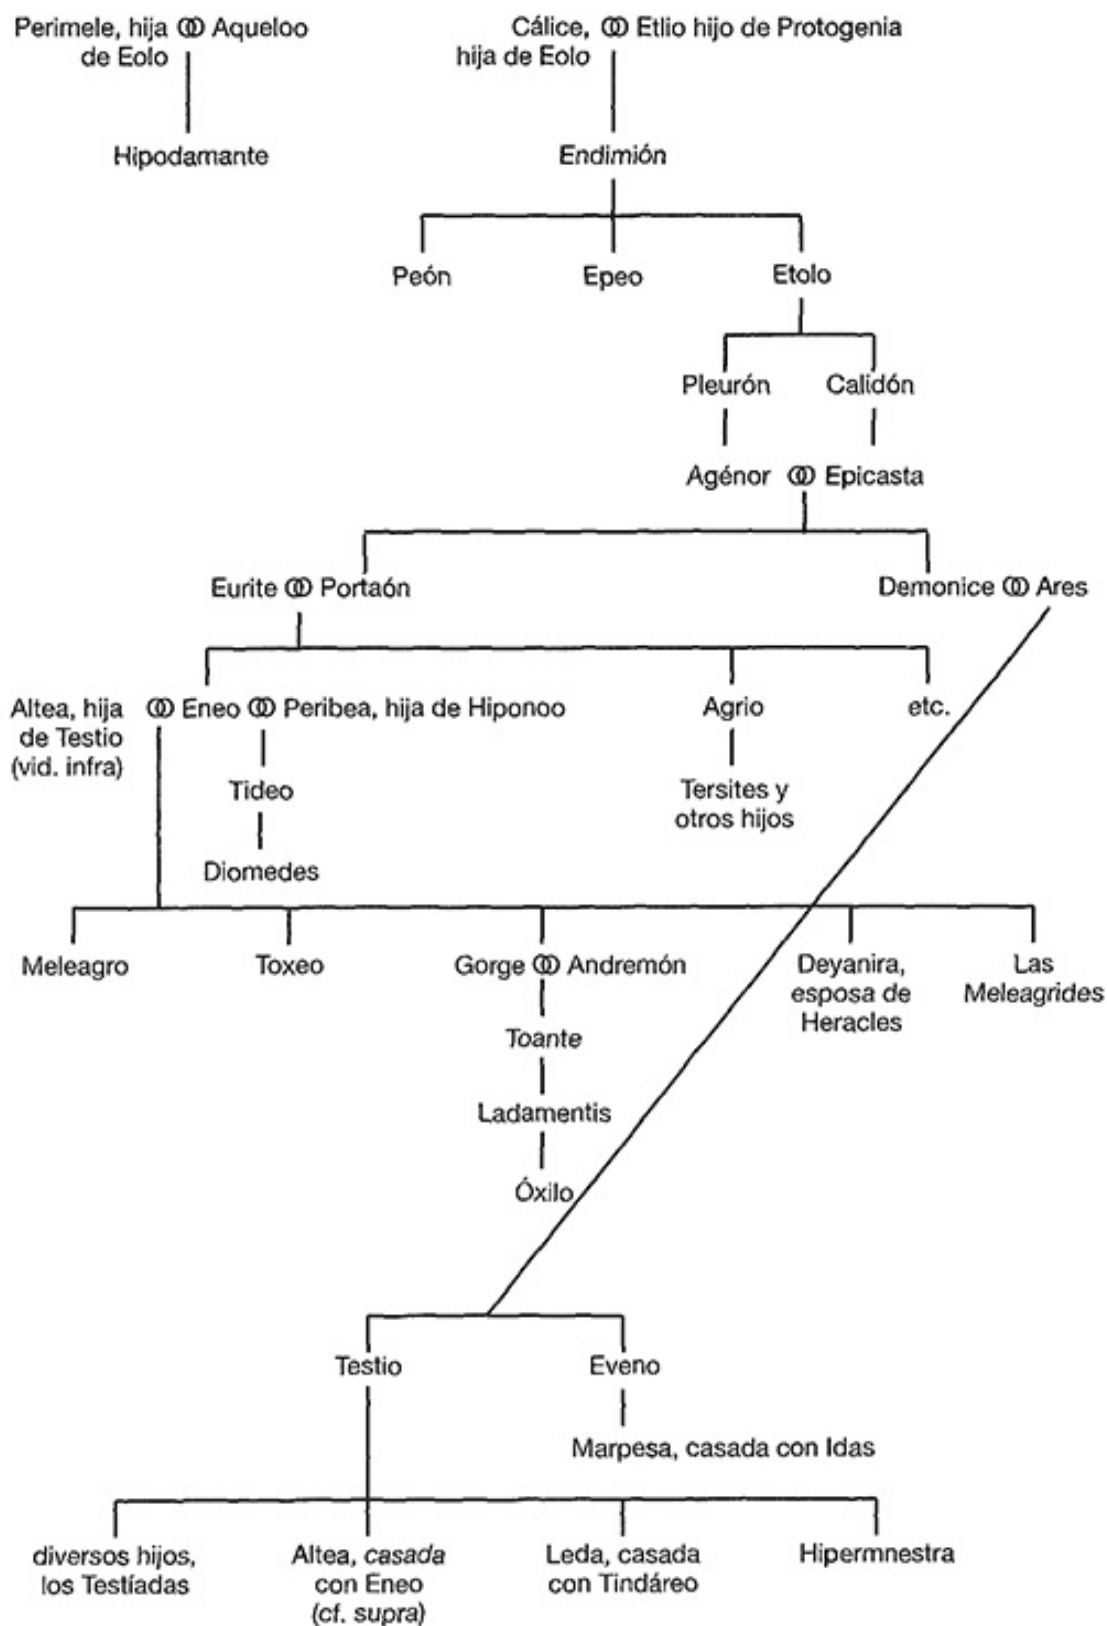 Perimele, hija ⚭ Aqueloo
de Eolo
Cálice, ⚭ Etlio hijo de Protogenia
hija de Eolo
Hipodamante
Endimión
Peón
Epeo
Etolo
Pleurón
Calidón
Agénor ⚭ Epicasta
Eurite ⚭ Portaón
Demonice ⚭ Ares
Altea, hija ⚭ Eneo ⚭ Peribea, hija de Hiponoo
de Testio
(vid. infra)
Agrio
etc.
Tideo
Tersites y
otros hijos
Diomedes
Meleagro
Toxeo
Gorge ⚭ Andremón
Deyanira,
esposa de
Heracles
Las
Meleagrides
Toante
Ladamentis
Óxilo
Testio
Eveno
Marpesa, casada con Idas
diversos hijos,
los Testíadas
Altea, casada
con Eneo
(cf. supra)
Leda, casada
con Tindáreo
Hipermnestra